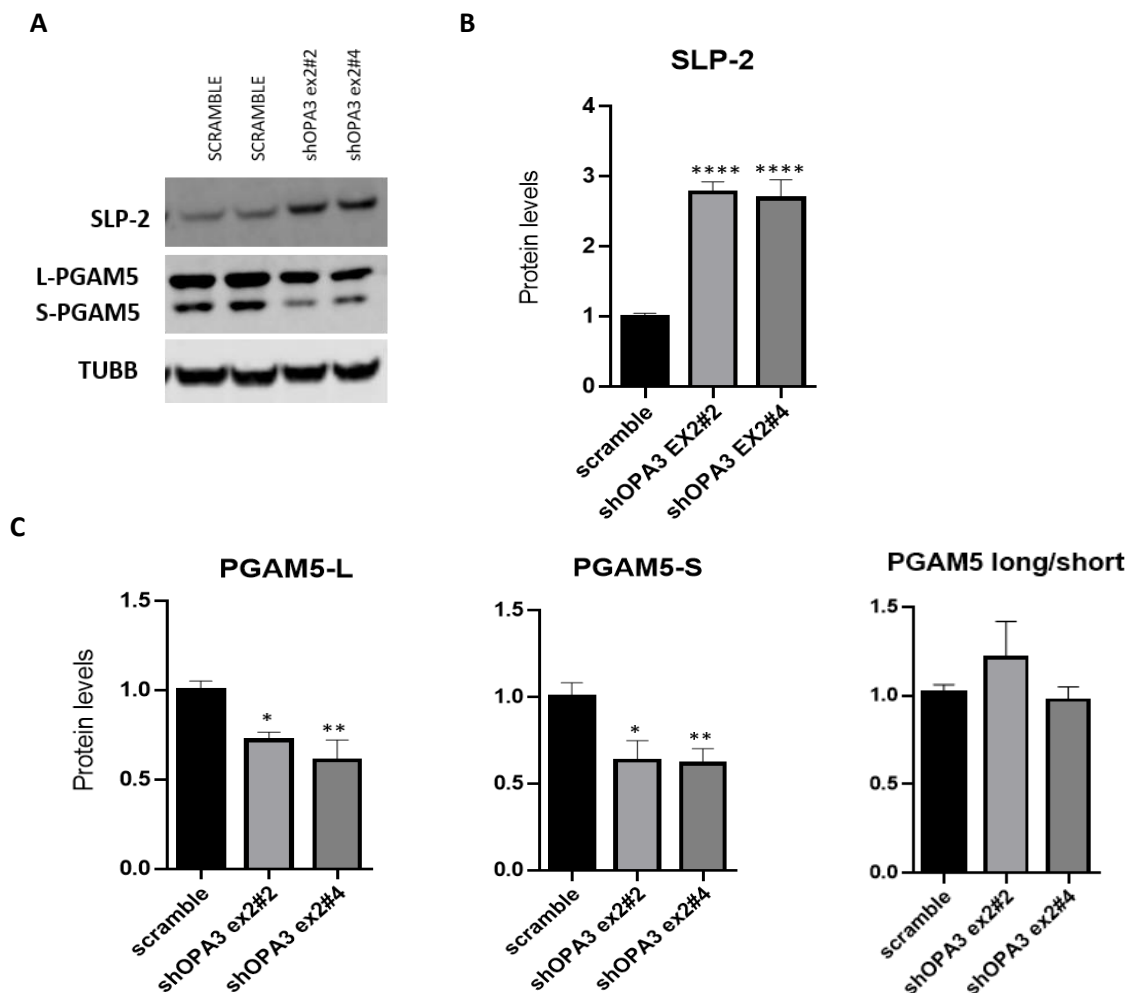 A
SCRAMBLE
SCRAMBLE
shOPA3 ex2#2
shOPA3 ex2#4
SLP-2
L-PGAM5
S-PGAM5
TUBB
B
SLP-2
Protein levels
4
3
2
1
0
****
****
scramble
shOPA3 EX2#2
shOPA3 EX2#4
C
PGAM5-L
Protein levels
1.5
1.0
0.5
0.0
*
**
scramble
shOPA3 ex2#2
shOPA3 ex2#4
PGAM5-S
1.5
1.0
0.5
0.0
*
**
scramble
shOPA3 ex2#2
shOPA3 ex2#4
PGAM5 long/short
1.5
1.0
0.5
0.0
scramble
shOPA3 ex2#2
shOPA3 ex2#4